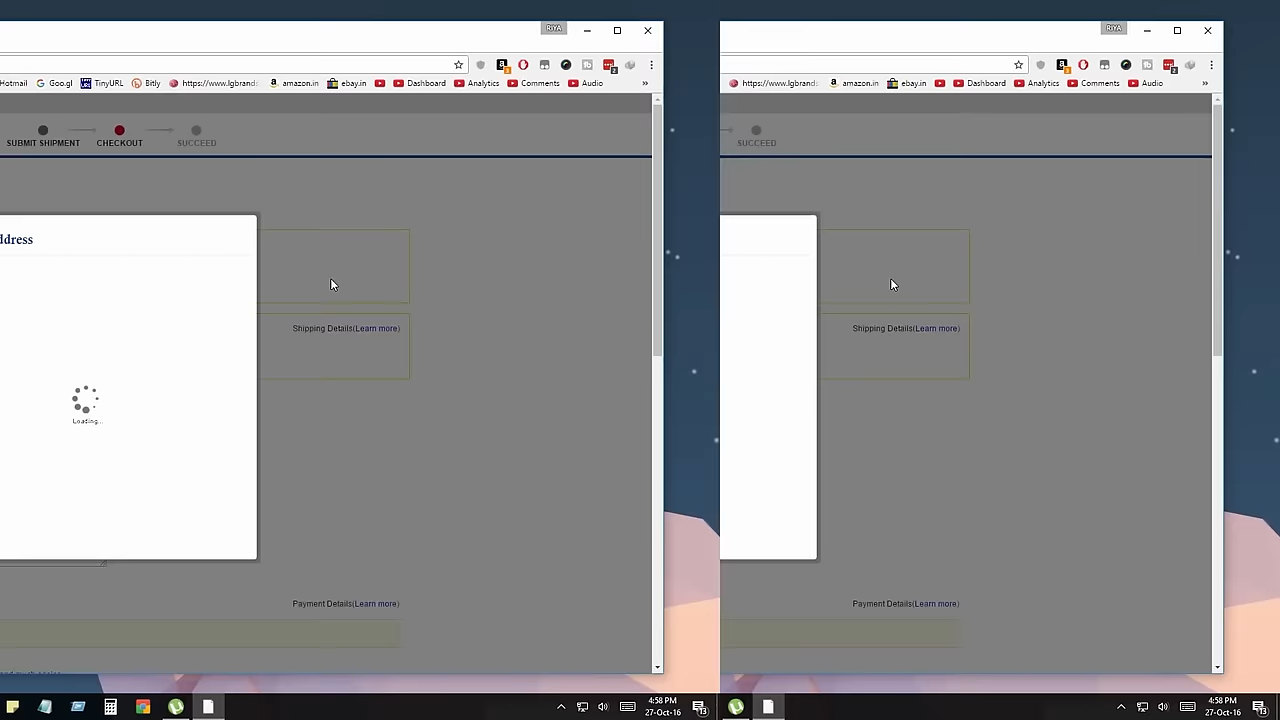 RIYA
RIYA
Hotmail Goo.gl TinyURL Bitly https://www.lgbrand: amazon.in ebay.in Dashboard Analytics Comments Audio »
https://www.lgbrand: amazon.in ebay.in Dashboard Analytics Comments Audio »
SUBMIT SHIPMENT CHECKOUT SUCCEED
SUCCEED
ddress
Shipping Details(Learn more)
Shipping Details(Learn more)
Loading...
Payment Details(Learn more)
Payment Details(Learn more)
4:58 PM
27-Oct-16
4:58 PM
27-Oct-16